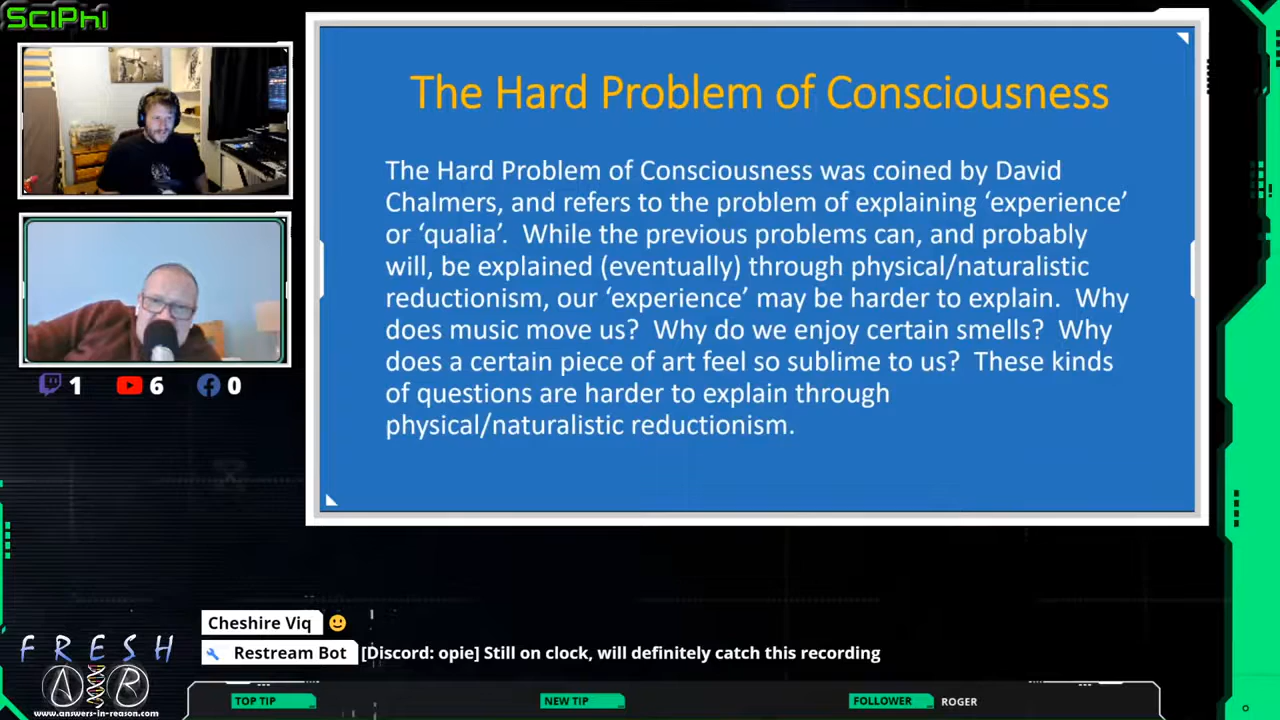 SCIPHI
The Hard Problem of Consciousness
The Hard Problem of Consciousness was coined by David
Chalmers, and refers to the problem of explaining ‘experience’
or ‘qualia’.  While the previous problems can, and probably
will, be explained (eventually) through physical/naturalistic
reductionism, our ‘experience’ may be harder to explain.  Why
does music move us?  Why do we enjoy certain smells?  Why
does a certain piece of art feel so sublime to us?  These kinds
of questions are harder to explain through
physical/naturalistic reductionism.
1 6 0
Cheshire Viq
Restream Bot [Discord: opie] Still on clock, will definitely catch this recording
FRESH
AiR
www.answers-in-reason.com
TOP TIP NEW TIP FOLLOWER ROGER